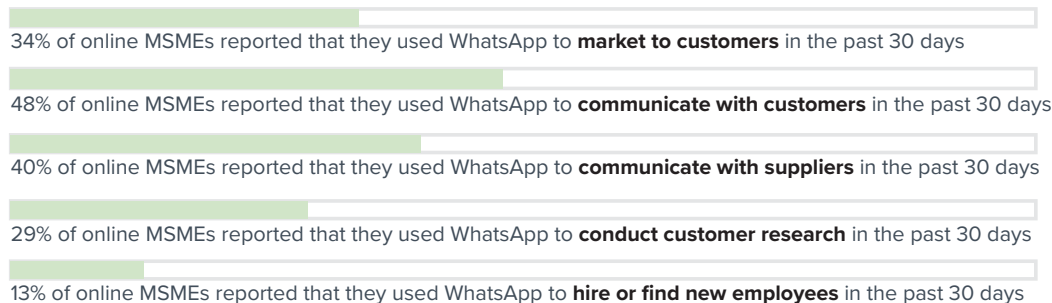 34% of online MSMEs reported that they used WhatsApp to market to customers in the past 30 days
48% of online MSMEs reported that they used WhatsApp to communicate with customers in the past 30 days
40% of online MSMEs reported that they used WhatsApp to communicate with suppliers in the past 30 days
29% of online MSMEs reported that they used WhatsApp to conduct customer research in the past 30 days
13% of online MSMEs reported that they used WhatsApp to hire or find new employees in the past 30 days